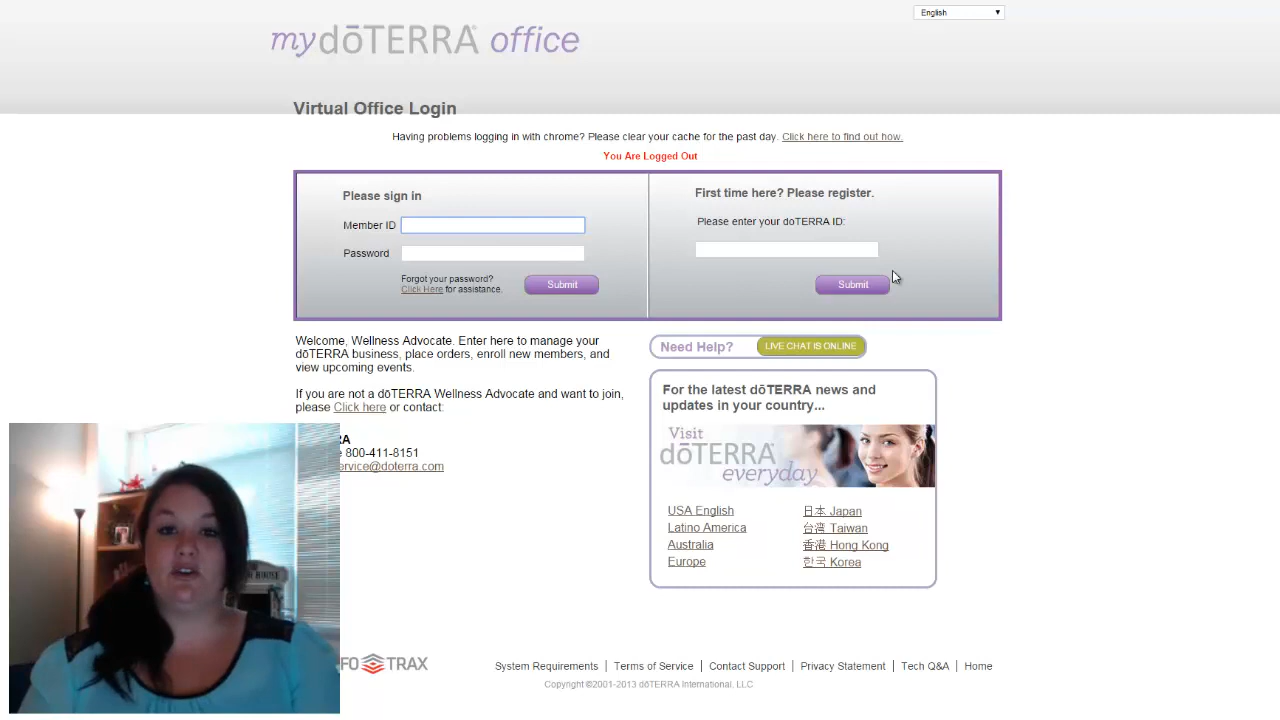 English
mydōTERRA office
Virtual Office Login
Having problems logging in with chrome? Please clear your cache for the past day. Click here to find out how.
You Are Logged Out
Please sign in
Member ID
Password
Forgot your password?
Click Here for assistance.
Submit
First time here? Please register.
Please enter your doTERRA ID:
Submit
Welcome, Wellness Advocate. Enter here to manage your
dōTERRA business, place orders, enroll new members, and
view upcoming events.
If you are not a dōTERRA Wellness Advocate and want to join,
please Click here or contact:
RA
e 800-411-8151
ervice@doterra.com
Need Help? LIVE CHAT IS ONLINE
For the latest dōTERRA news and
updates in your country...
Visit
dōTERRA
everyday
USA English
Latino America
Australia
Europe
日本 Japan
台湾 Taiwan
香港 Hong Kong
한국 Korea
FO TRAX
System Requirements | Terms of Service | Contact Support | Privacy Statement | Tech Q&A | Home
Copyright ©2001-2013 dōTERRA International, LLC